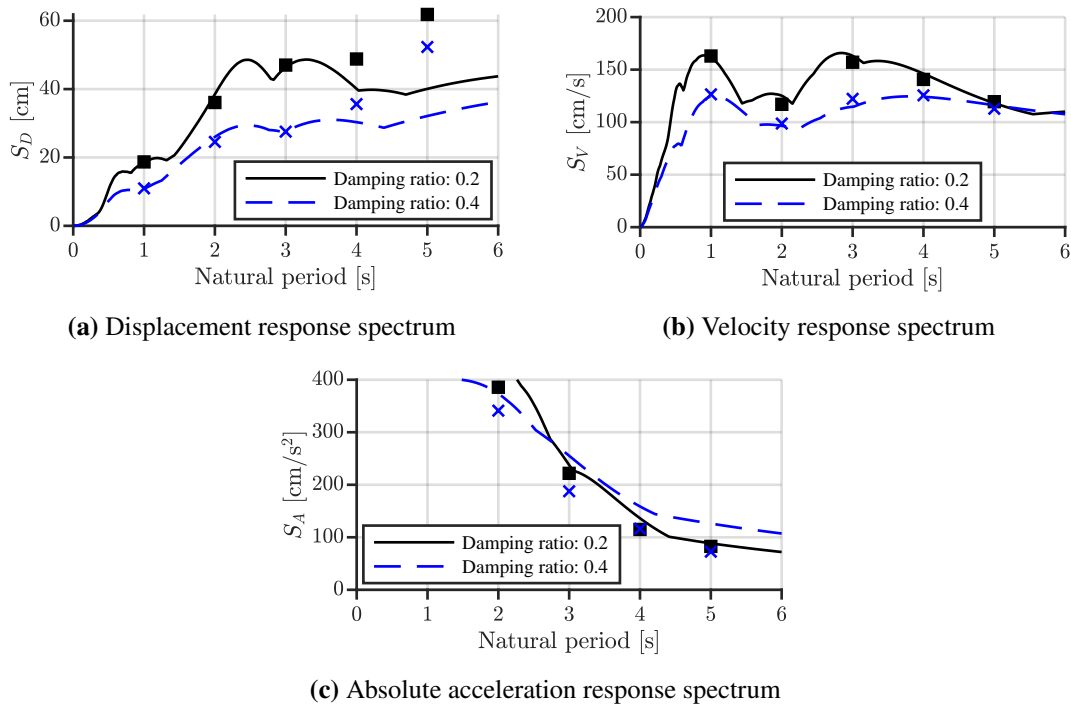 60
40
20
0
S_D [cm]
0 1 2 3 4 5 6
Natural period [s]
Damping ratio: 0.2
Damping ratio: 0.4
(a) Displacement response spectrum
200
150
100
50
0
S_V [cm/s]
0 1 2 3 4 5 6
Natural period [s]
Damping ratio: 0.2
Damping ratio: 0.4
(b) Velocity response spectrum
400
300
200
100
0
S_A [cm/s²]
0 1 2 3 4 5 6
Natural period [s]
Damping ratio: 0.2
Damping ratio: 0.4
(c) Absolute acceleration response spectrum